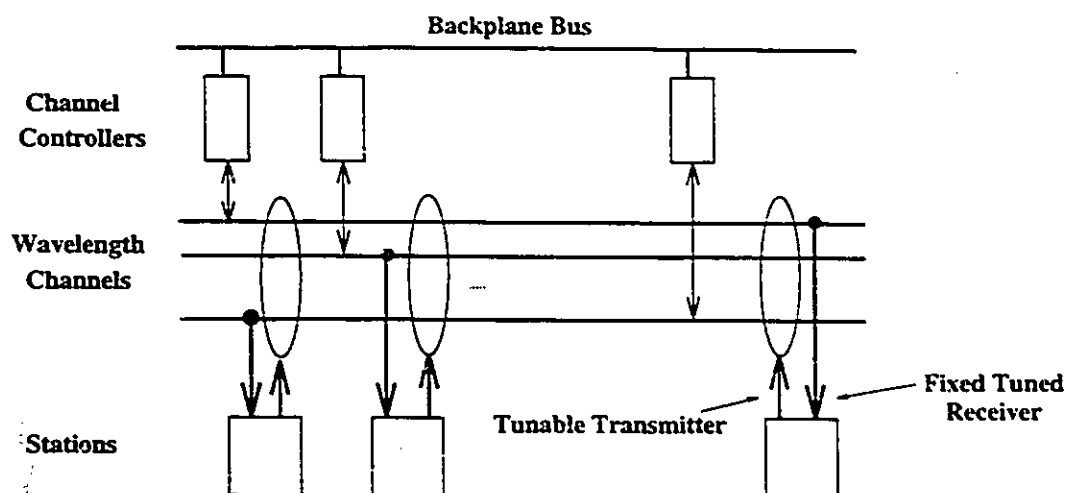 Backplane Bus
Channel
Controllers
Wavelength
Channels
Fixed Tuned
Receiver
Tunable Transmitter
Stations